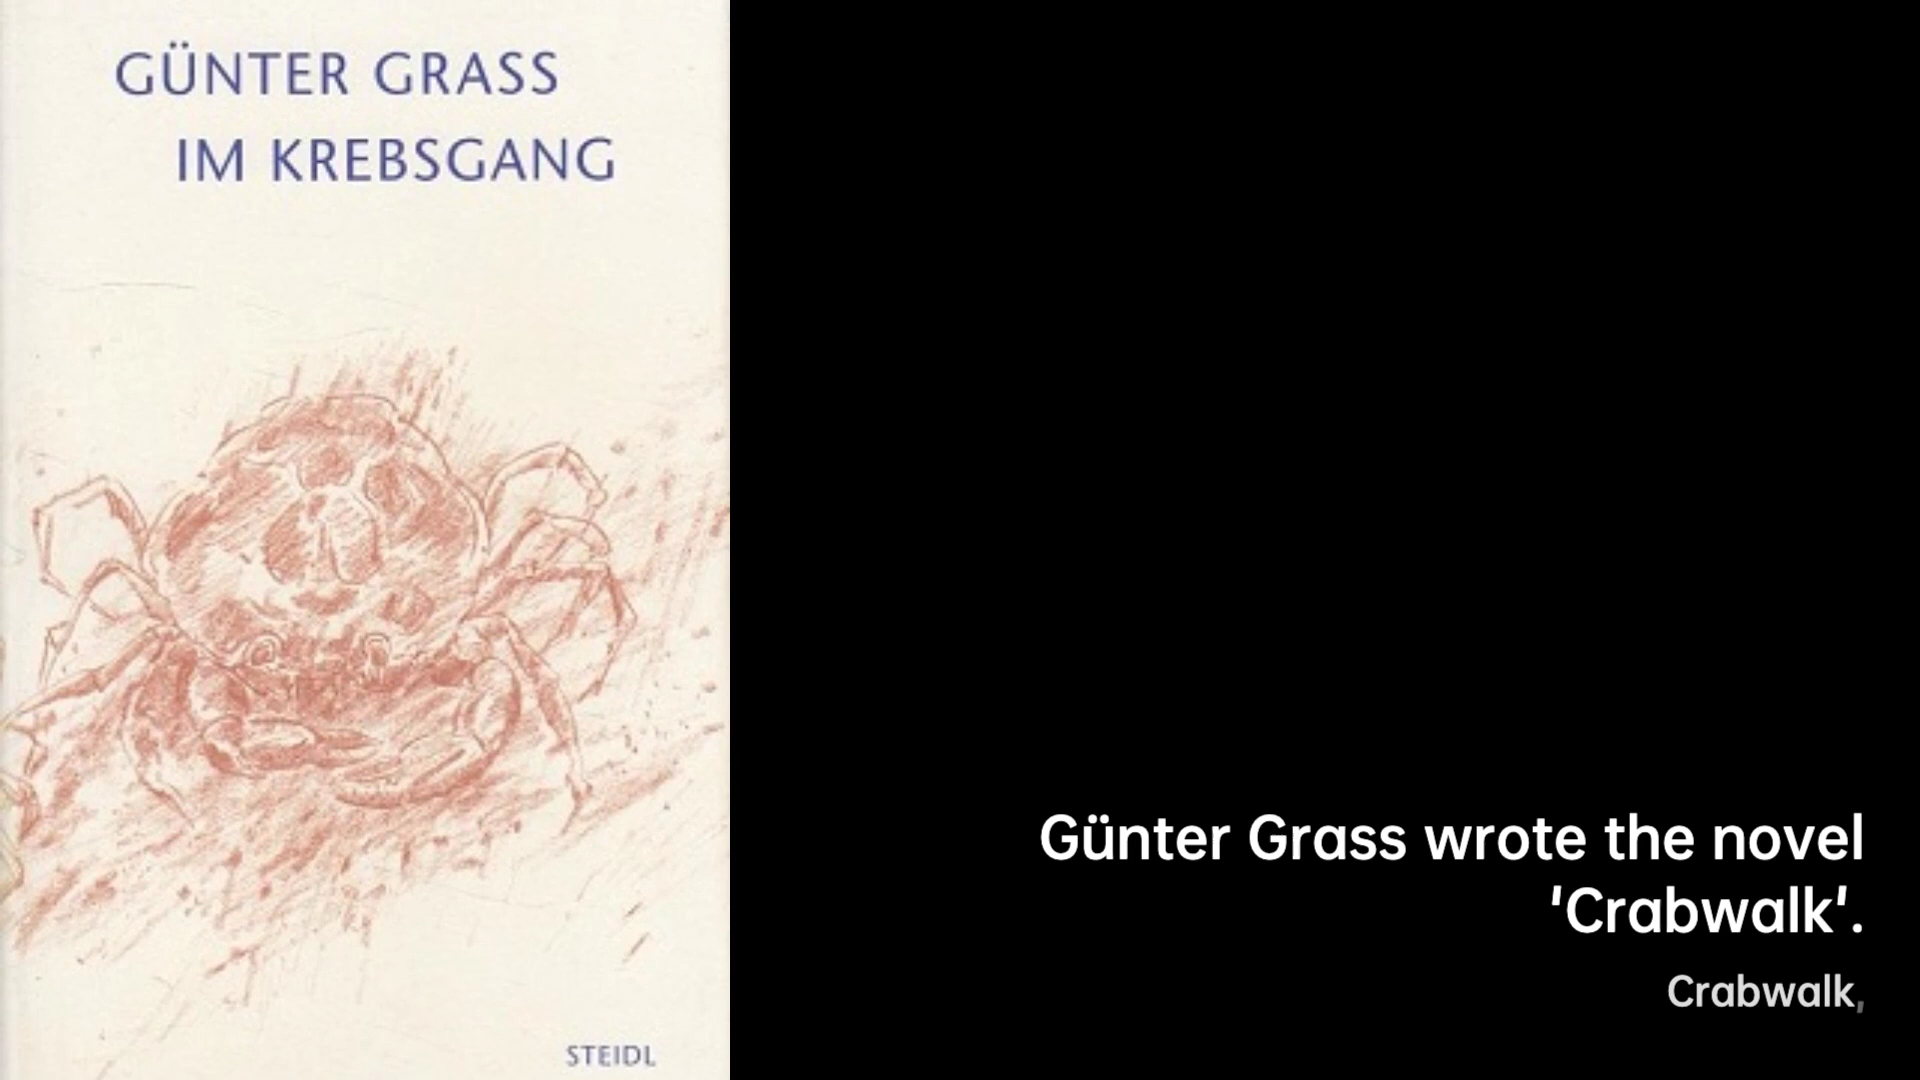 GÜNTER GRASS
IM KREBSGANG
STEIDL
Günter Grass wrote the novel
'Crabwalk'.
Crabwalk,